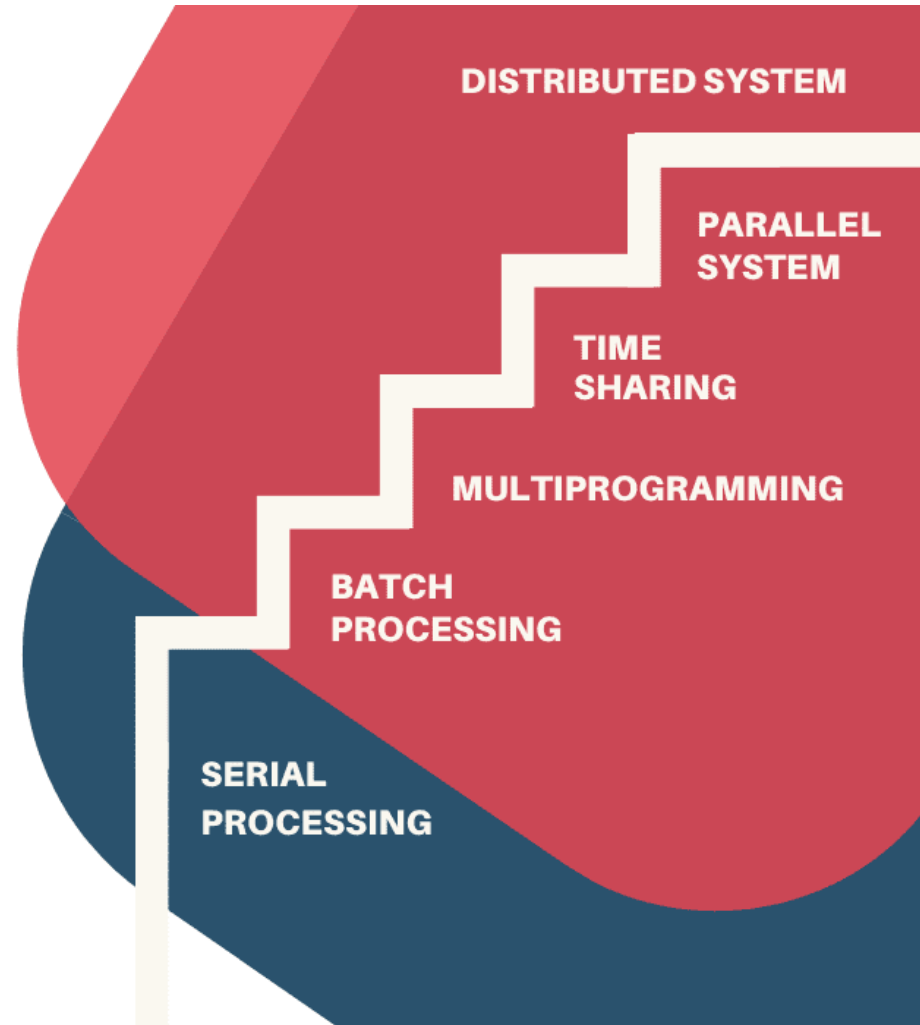 DISTRIBUTED SYSTEM
PARALLEL
SYSTEM
TIME
SHARING
MULTIPROGRAMMING
BATCH
PROCESSING
SERIAL
PROCESSING